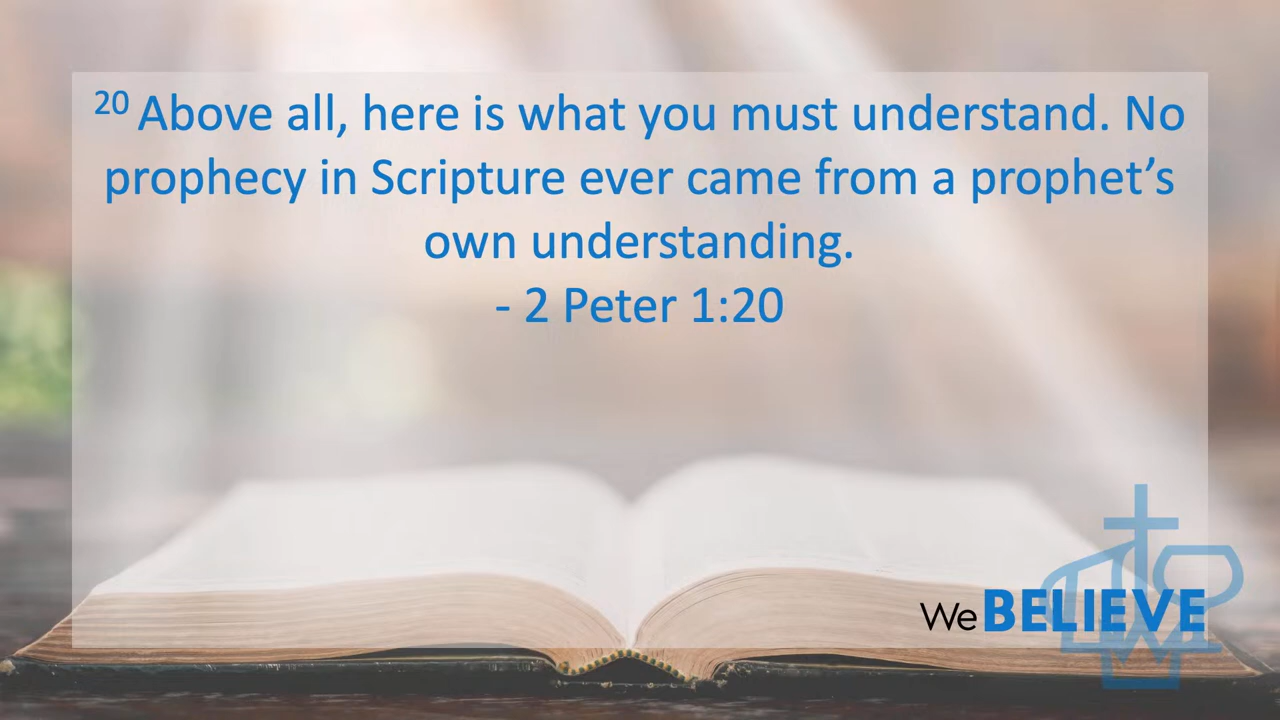 20 Above all, here is what you must understand. No
prophecy in Scripture ever came from a prophet’s
own understanding.
- 2 Peter 1:20
We BELIEVE